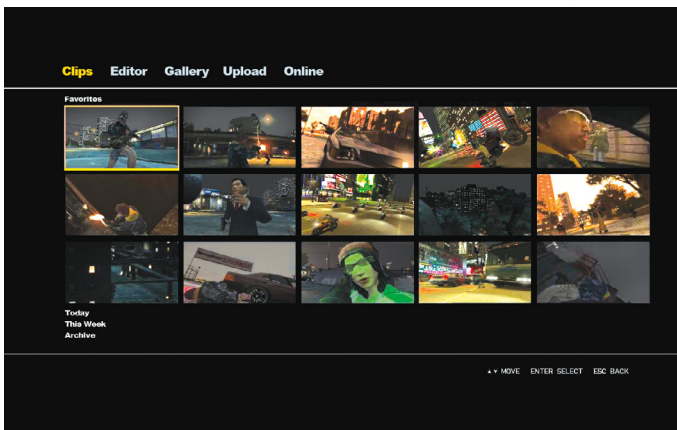 Clips Editor Gallery Upload Online
Favorites
Today
This Week
Archive
▲▼ MOVE ENTER SELECT ESC BACK